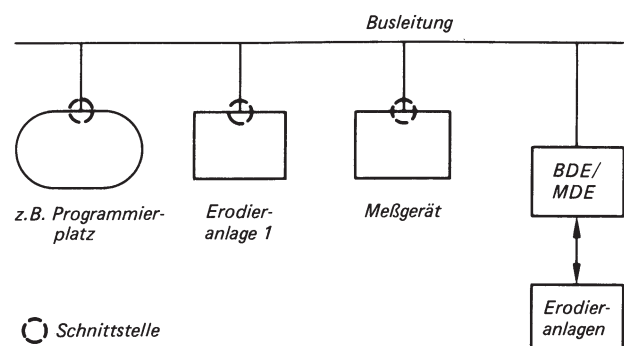 Busleitung
z.B. Programmier-
platz
Erodier-
anlage 1
Meßgerät
BDE/
MDE
Erodier-
anlagen
Schnittstelle